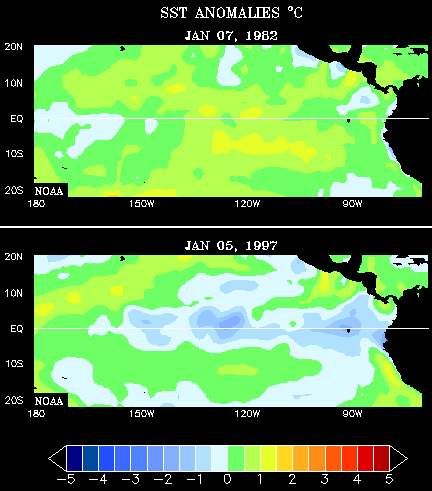 SST ANOMALIES °C
JAN 07, 1982
20N
10N
EQ
10S
20S
NOAA
180 150W 120W 90W
JAN 05, 1997
20N
10N
EQ
10S
20S
NOAA
180 150W 120W 90W
−5 −4 −3 −2 −1 0 1 2 3 4 5